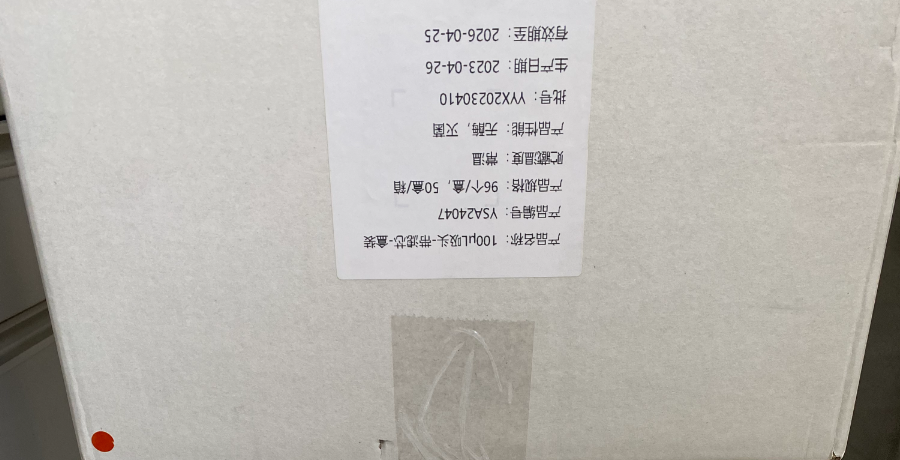 产品名称：100μL吸头-带滤芯-盒装
产品编号：YSA24047
产品规格：96个/盒，50盒/箱
贮藏温度：常温
产品性能：无酶，灭菌
批号：YYX20230410
生产日期：2023-04-26
有效期至：2026-04-25